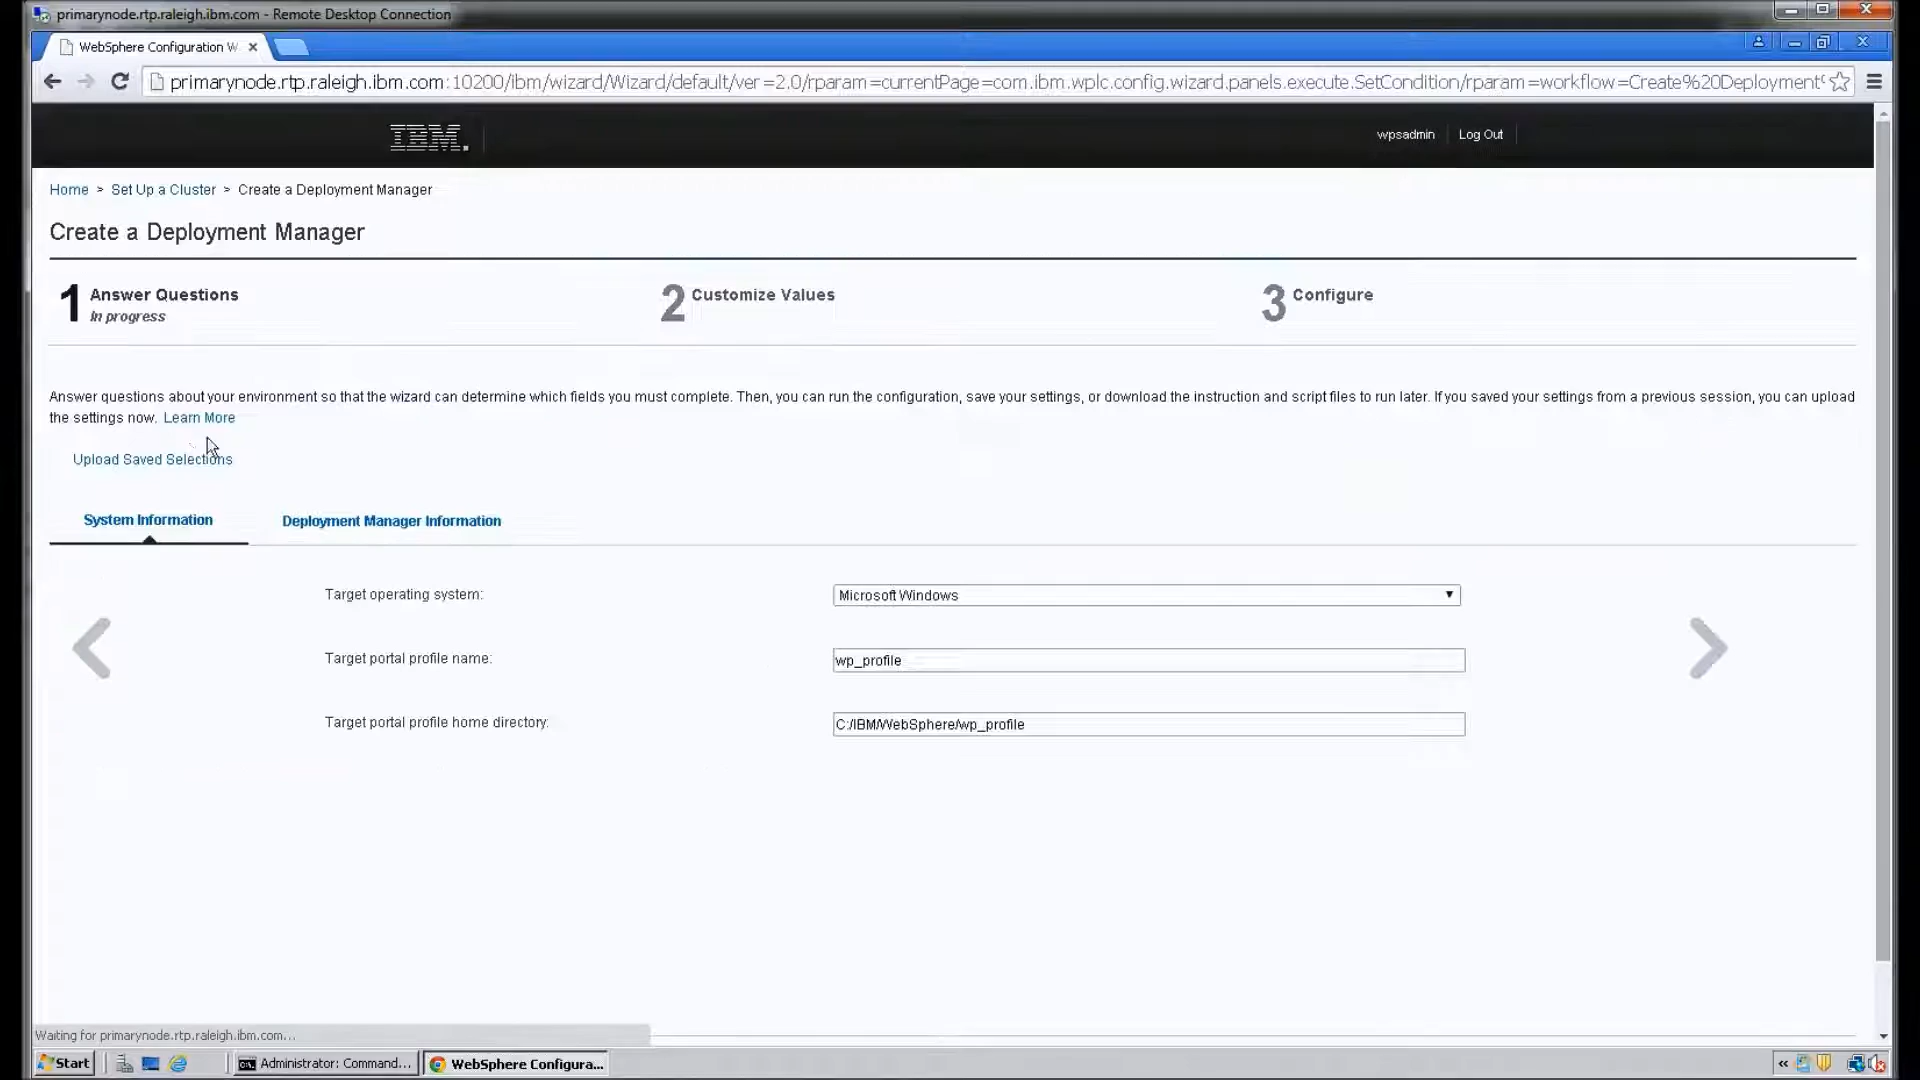 primarynode.rtp.raleigh.ibm.com - Remote Desktop Connection
WebSphere Configuration W
primarynode.rtp.raleigh.ibm.com:10200/ibm/wizard/Wizard/default/ver=2.0/rparam=currentPage=com.ibm.wplc.config.wizard.panels.execute.SetCondition/rparam=workflow=Create%20Deployment
IBM.
wpsadmin
Log Out
Home > Set Up a Cluster > Create a Deployment Manager
Create a Deployment Manager
1 Answer Questions
In progress
2 Customize Values
3 Configure
Answer questions about your environment so that the wizard can determine which fields you must complete. Then, you can run the configuration, save your settings, or download the instruction and script files to run later. If you saved your settings from a previous session, you can upload
the settings now. Learn More
Upload Saved Selections
System Information
Deployment Manager Information
Target operating system:
Microsoft Windows
Target portal profile name:
wp_profile
Target portal profile home directory:
C:/IBM/WebSphere/wp_profile
Waiting for primarynode.rtp.raleigh.ibm.com...
Start
Administrator: Command...
WebSphere Configura...